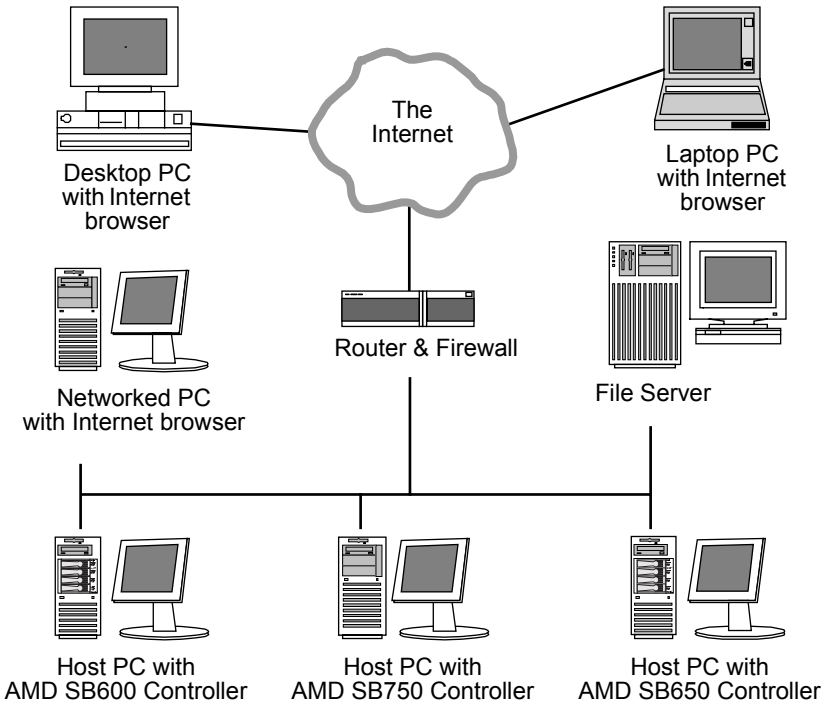 The
Internet
Desktop PC
with Internet
browser
Laptop PC
with Internet
browser
Router & Firewall
Networked PC
with Internet browser
File Server
Host PC with
AMD SB600 Controller
Host PC with
AMD SB750 Controller
Host PC with
AMD SB650 Controller